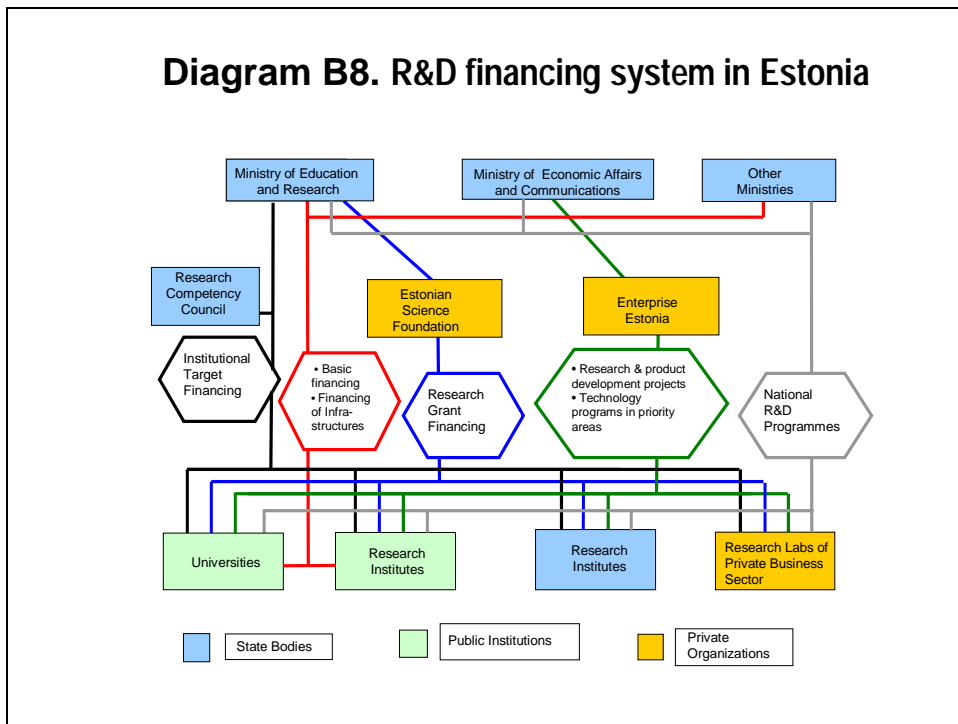 Diagram B8. R&D financing system in Estonia
Ministry of Education
and Research
Ministry of Economic Affairs
and Communications
Other
Ministries
Research
Competency
Council
Estonian
Science
Foundation
Enterprise
Estonia
Institutional
Target
Financing
• Basic
financing
• Financing
of Infra-
structures
Research
Grant
Financing
• Research & product
development projects
• Technology
programs in priority
areas
National
R&D
Programmes
Universities
Research
Institutes
Research
Institutes
Research Labs of
Private Business
Sector
State Bodies
Public Institutions
Private
Organizations